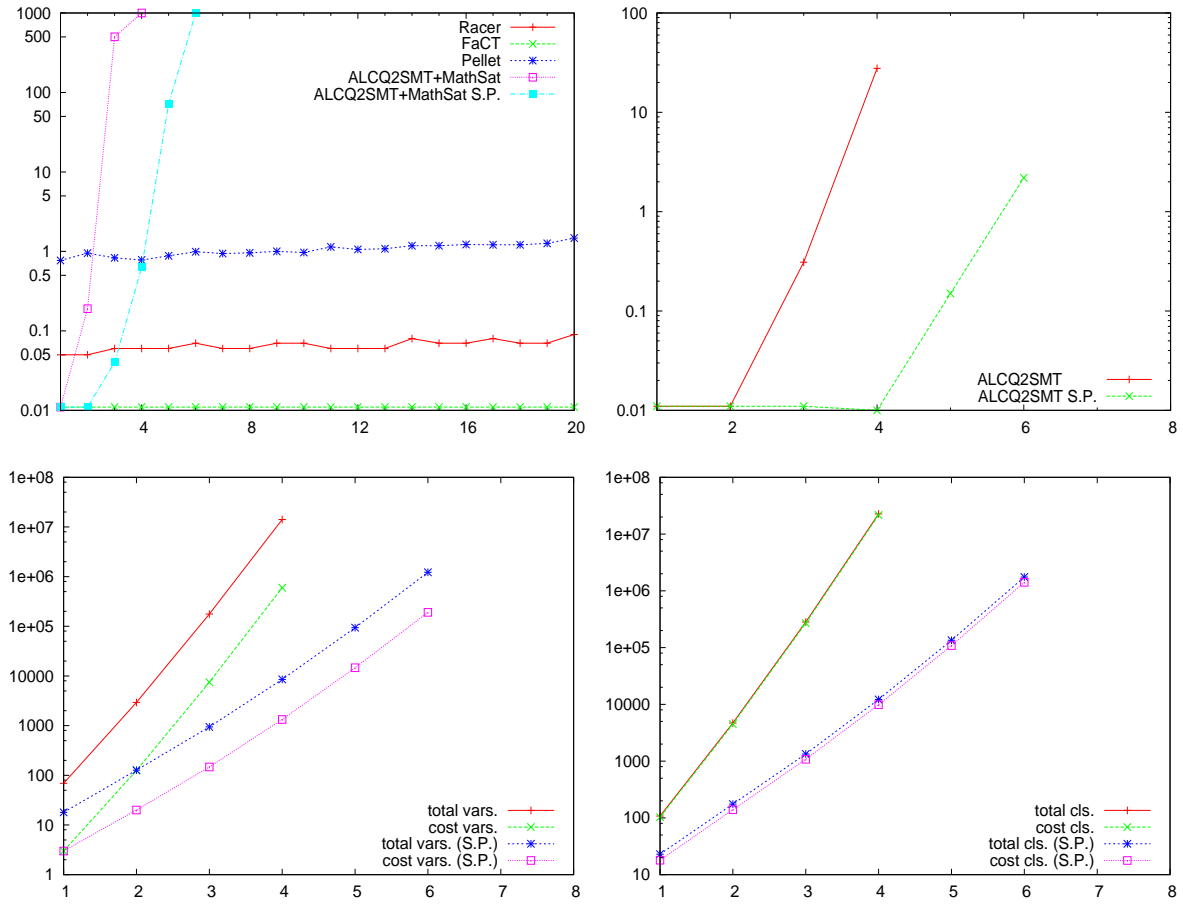 1000
500
100
50
10
5
1
0.5
0.1
0.05
0.01
4
8
12
16
20
Racer
FaCT
Pellet
ALCQ2SMT+MathSat
ALCQ2SMT+MathSat S.P.
100
10
1
0.1
0.01
2
4
6
8
ALCQ2SMT
ALCQ2SMT S.P.
1e+08
1e+07
1e+06
1e+05
10000
1000
100
10
1
1
2
3
4
5
6
7
8
total vars.
cost vars.
total vars. (S.P.)
cost vars. (S.P.)
1e+08
1e+07
1e+06
1e+05
10000
1000
100
10
1
2
3
4
5
6
7
8
total cls.
cost cls.
total cls. (S.P.)
cost cls. (S.P.)